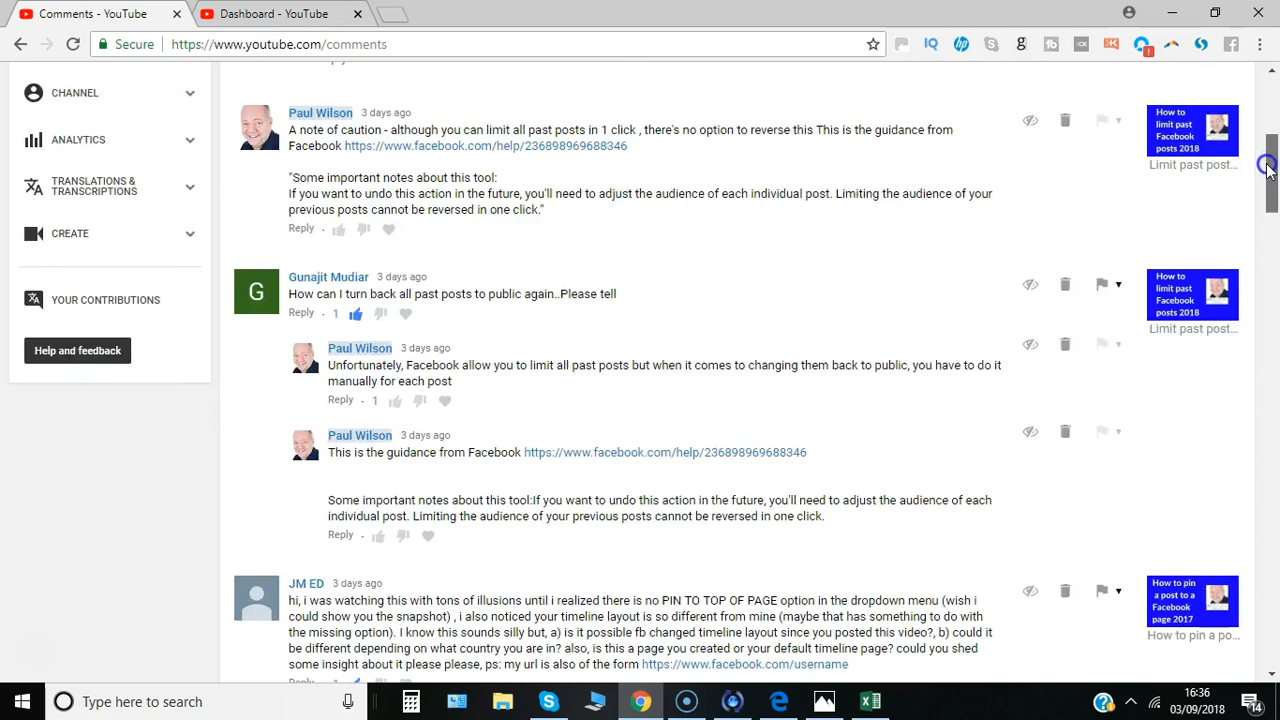 Comments - YouTube
Dashboard - YouTube
Secure
https://www.youtube.com/comments
CHANNEL
ANALYTICS
TRANSLATIONS &
TRANSCRIPTIONS
CREATE
YOUR CONTRIBUTIONS
Help and feedback
Paul Wilson 3 days ago
A note of caution - although you can limit all past posts in 1 click , there's no option to reverse this This is the guidance from
Facebook https://www.facebook.com/help/236898969688346
"Some important notes about this tool:
If you want to undo this action in the future, you'll need to adjust the audience of each individual post. Limiting the audience of your
previous posts cannot be reversed in one click."
Reply
How to
limit past
Facebook
posts 2018
Limit past post...
Gunajit Mudiar 3 days ago
G
How can I turn back all past posts to public again..Please tell
Reply 1
How to
limit past
Facebook
posts 2018
Limit past post...
Paul Wilson 3 days ago
Unfortunately, Facebook allow you to limit all past posts but when it comes to changing them back to public, you have to do it
manually for each post
Reply 1
Paul Wilson 3 days ago
This is the guidance from Facebook https://www.facebook.com/help/236898969688346
Some important notes about this tool:If you want to undo this action in the future, you'll need to adjust the audience of each
individual post. Limiting the audience of your previous posts cannot be reversed in one click.
Reply
JM ED 3 days ago
hi, i was watching this with tons of illusions until i realized there is no PIN TO TOP OF PAGE option in the dropdown menu (wish i
could show you the snapshot) , i also noticed your timeline layout is so different from mine (maybe that has something to do with
the missing option). I know this sounds silly but, a) is it possible fb changed timeline layout since you posted this video?, b) could it
be different depending on what country you are in? also, is this a page you created or your default timeline page? could you shed
some insight about it please please, ps: my url is also of the form https://www.facebook.com/username
How to pin
a post to a
Facebook
page 2017
How to pin a po...
Type here to search
16:36
03/09/2018
14